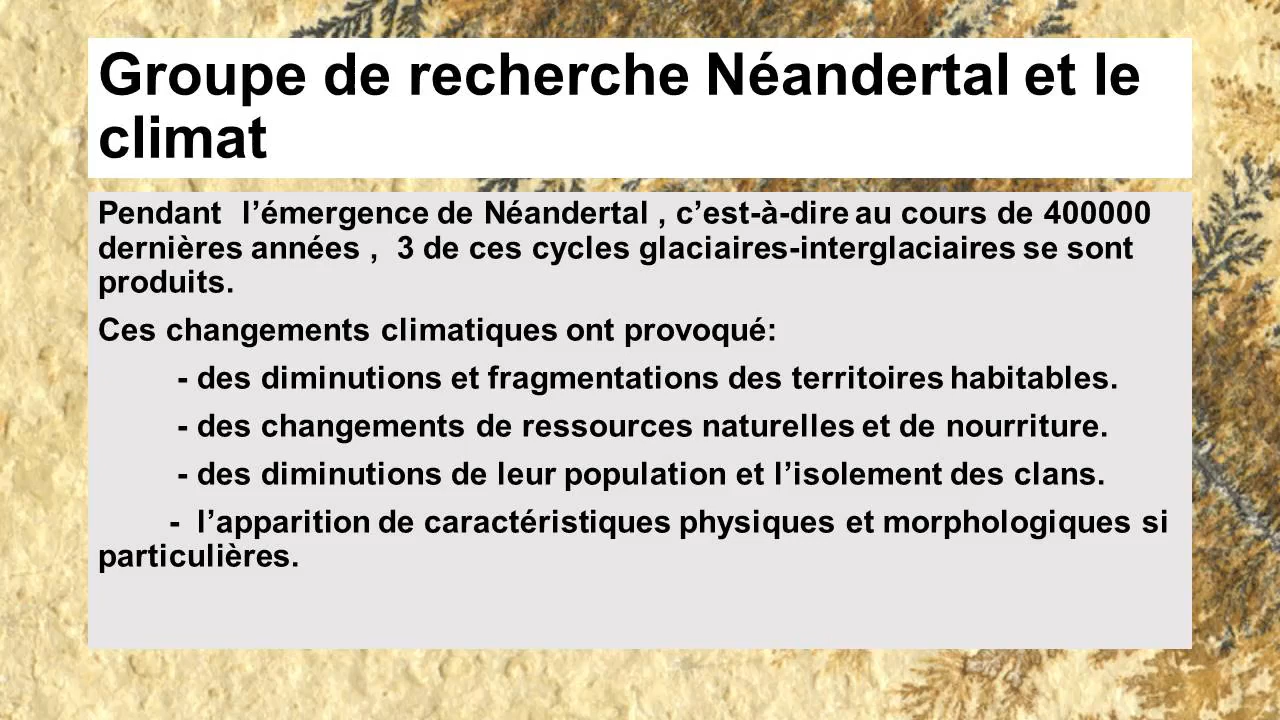 Groupe de recherche Néandertal et le
climat
Pendant  l’émergence de Néandertal , c’est-à-dire au cours de 400000
dernières années ,  3 de ces cycles glaciaires-interglaciaires se sont
produits.
Ces changements climatiques ont provoqué:
- des diminutions et fragmentations des territoires habitables.
- des changements de ressources naturelles et de nourriture.
- des diminutions de leur population et l’isolement des clans.
-  l’apparition de caractéristiques physiques et morphologiques si
particulières.